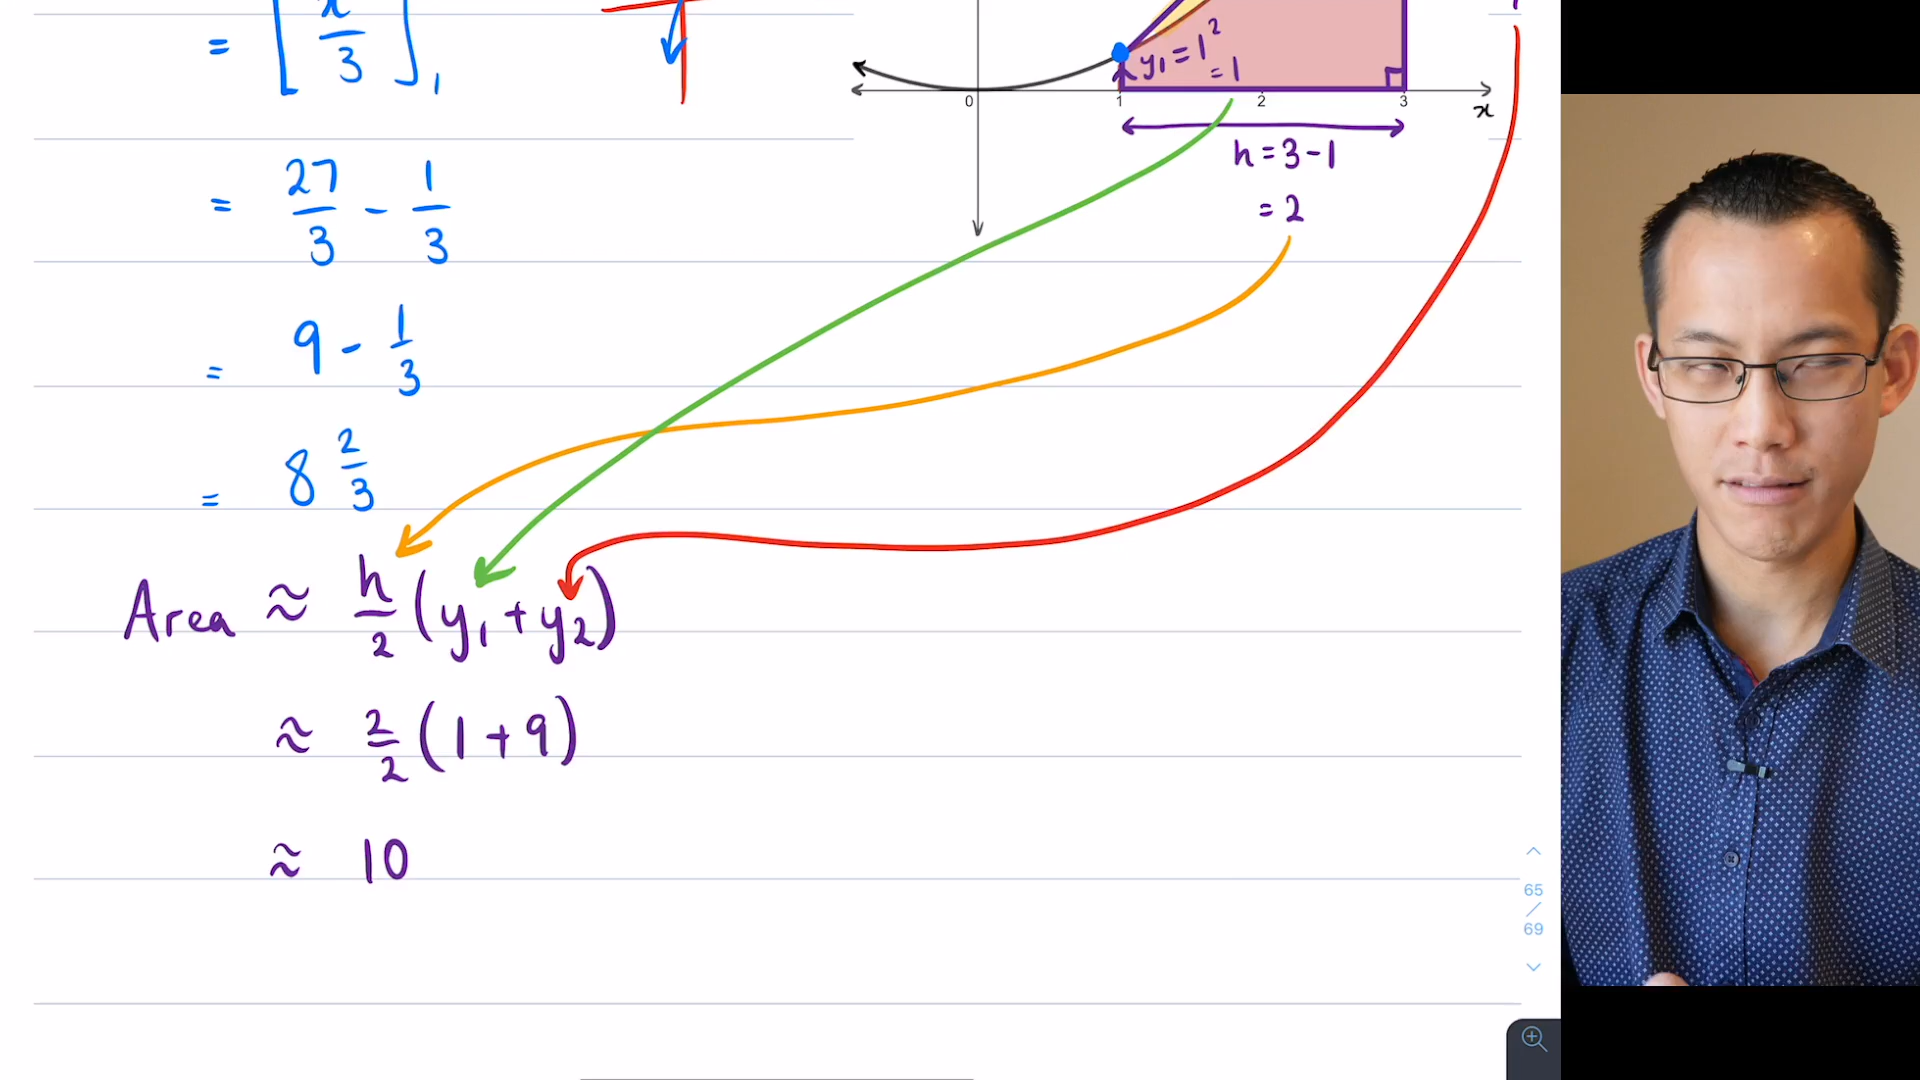 = [ x/3 ]₁
= 27/3 - 1/3
= 9 - 1/3
= 8 2/3
y₁ = 1²
= 1
0 1 2 3
x
h = 3 - 1
= 2
Area ≈ h/2 (y₁ + y₂)
≈ 2/2 (1 + 9)
≈ 10
65
/
69